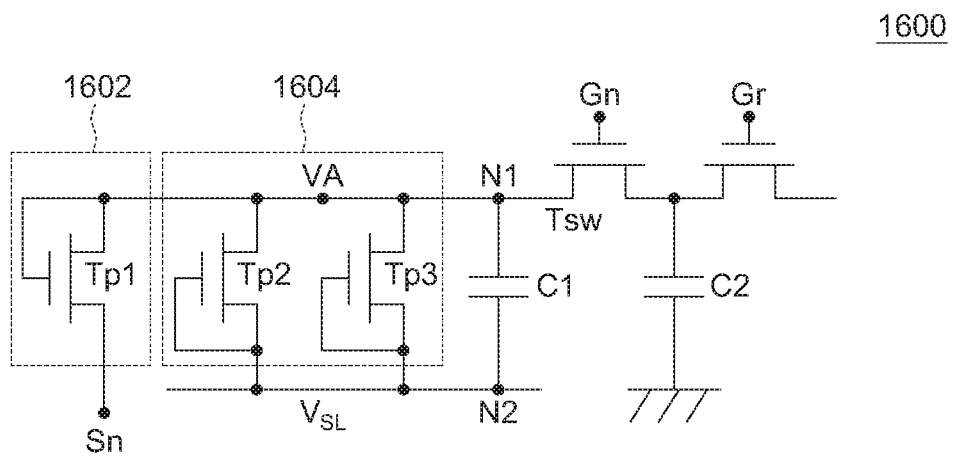 1600
1602
1604
Gn
Gr
VA
N1
Tsw
Tp1
Tp2
Tp3
C1
C2
VSL
N2
Sn